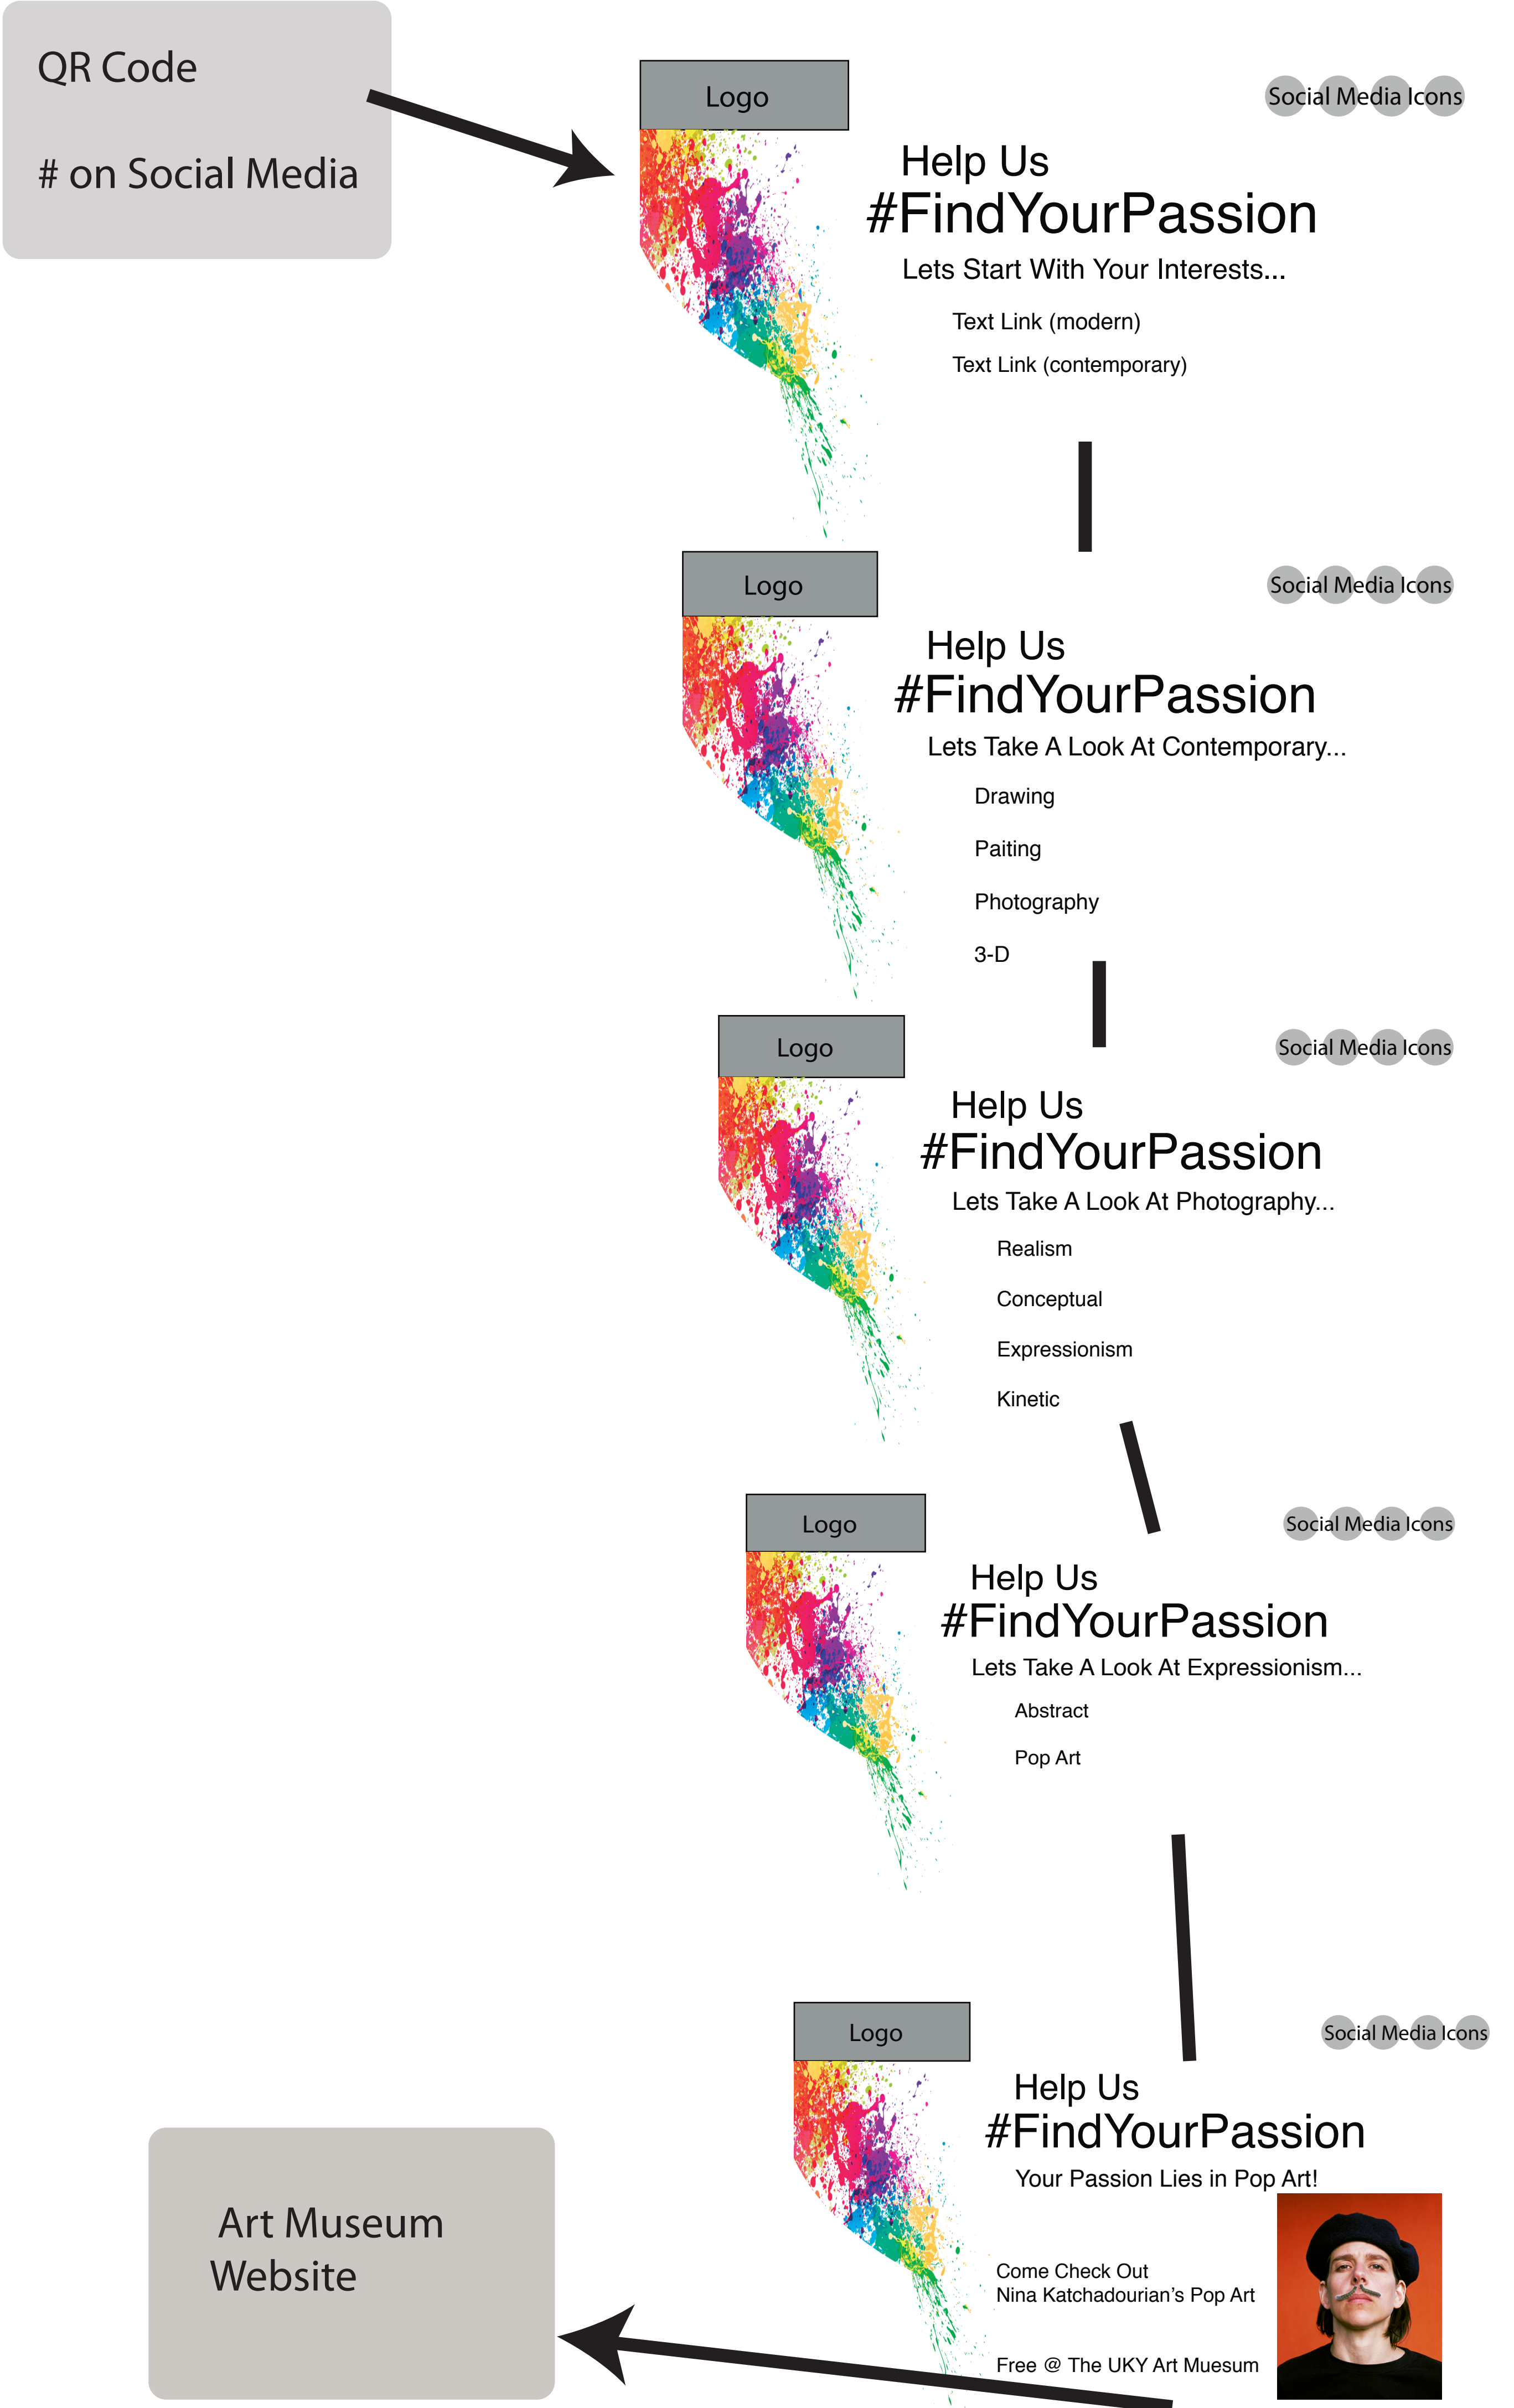 QR Code
# on Social Media
Logo
Social Media Icons
Help Us
#FindYourPassion
Lets Start With Your Interests...
Text Link (modern)
Text Link (contemporary)
Logo
Social Media Icons
Help Us
#FindYourPassion
Lets Take A Look At Contemporary...
Drawing
Paiting
Photography
3-D
Logo
Social Media Icons
Help Us
#FindYourPassion
Lets Take A Look At Photography...
Realism
Conceptual
Expressionism
Kinetic
Logo
Social Media Icons
Help Us
#FindYourPassion
Lets Take A Look At Expressionism...
Abstract
Pop Art
Logo
Social Media Icons
Help Us
#FindYourPassion
Your Passion Lies in Pop Art!
Come Check Out
Nina Katchadourian’s Pop Art
Free @ The UKY Art Muesum
Art Museum
Website